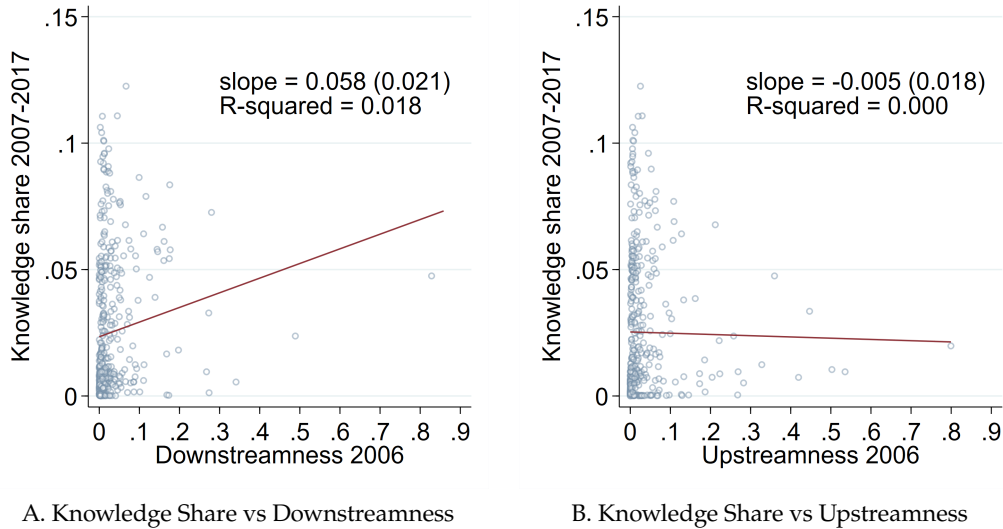 .15
.1
.05
0
Knowledge share 2007-2017
slope = 0.058 (0.021)
R-squared = 0.018
0 .1 .2 .3 .4 .5 .6 .7 .8 .9
Downstreamness 2006
A. Knowledge Share vs Downstreamness
.15
.1
.05
0
Knowledge share 2007-2017
slope = -0.005 (0.018)
R-squared = 0.000
0 .1 .2 .3 .4 .5 .6 .7 .8 .9
Upstreamness 2006
B. Knowledge Share vs Upstreamness